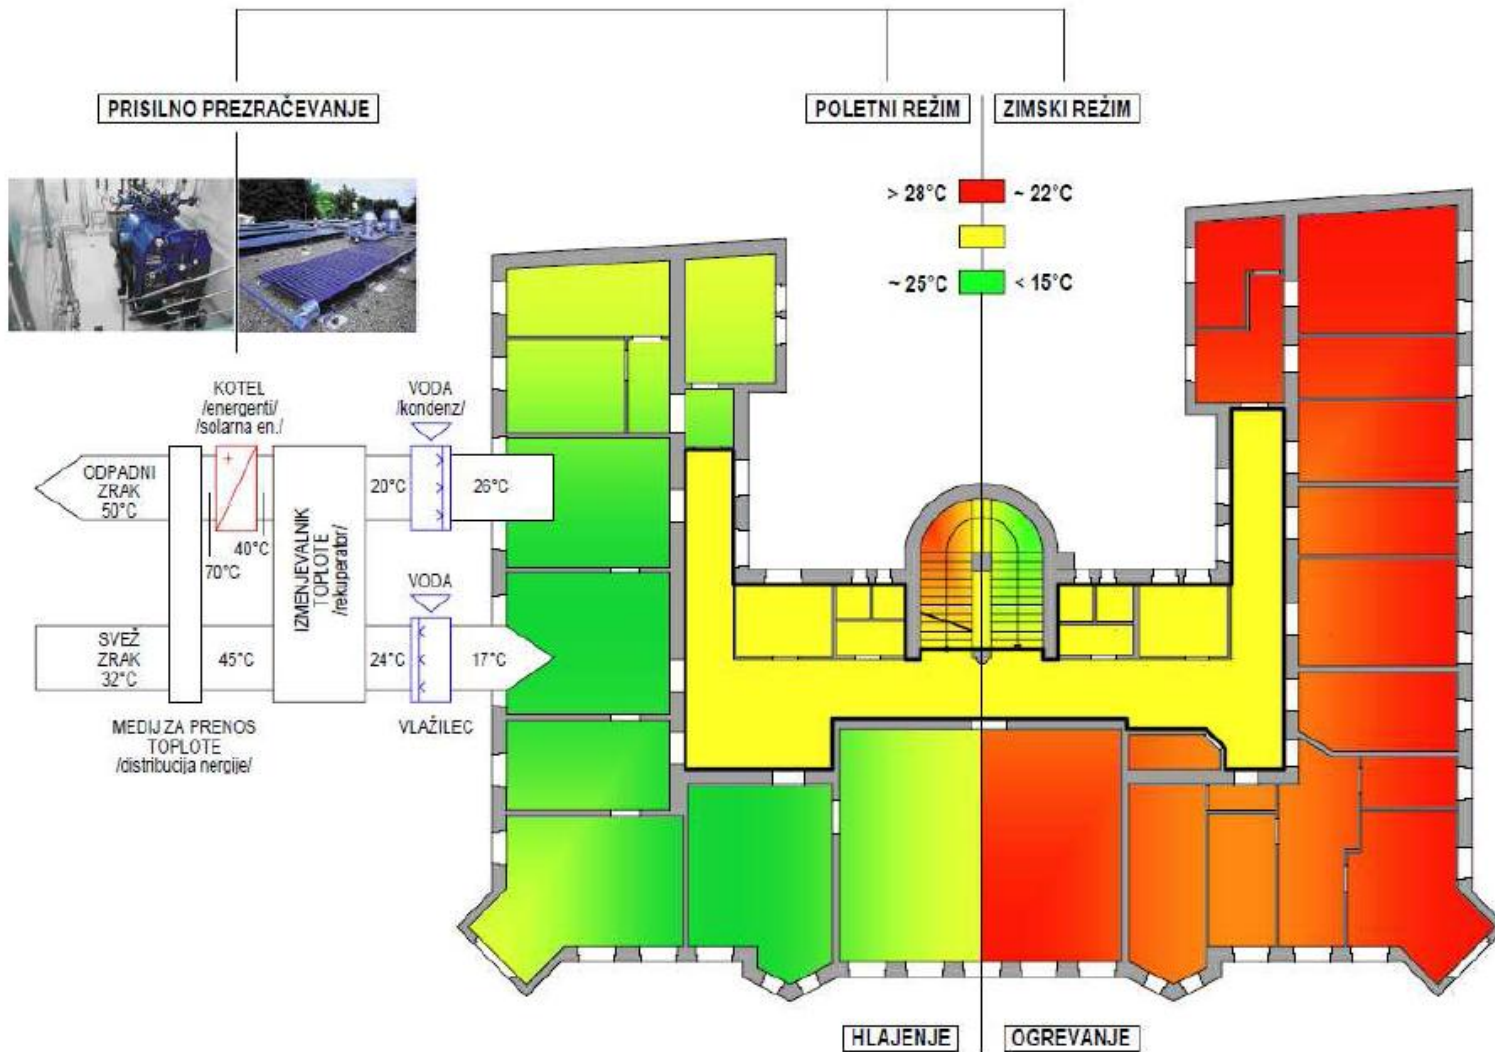 PRISILNO PREZRAČEVANJE
POLETNI REŽIM
ZIMSKI REŽIM
> 28°C
~ 22°C
~ 25°C
< 15°C
KOTEL
/energenti/
/solarna en./
VODA
/kondenz/
ODPADNI
ZRAK
50°C
+
20°C
26°C
40°C
70°C
IZMENJEVALNIK
TOPLOTE
/rekuperator/
VODA
SVEŽ
ZRAK
32°C
45°C
24°C
17°C
MEDIJ ZA PRENOS
TOPLOTE
/distribucija nergije/
VLAŽILEC
HLAJENJE
OGREVANJE